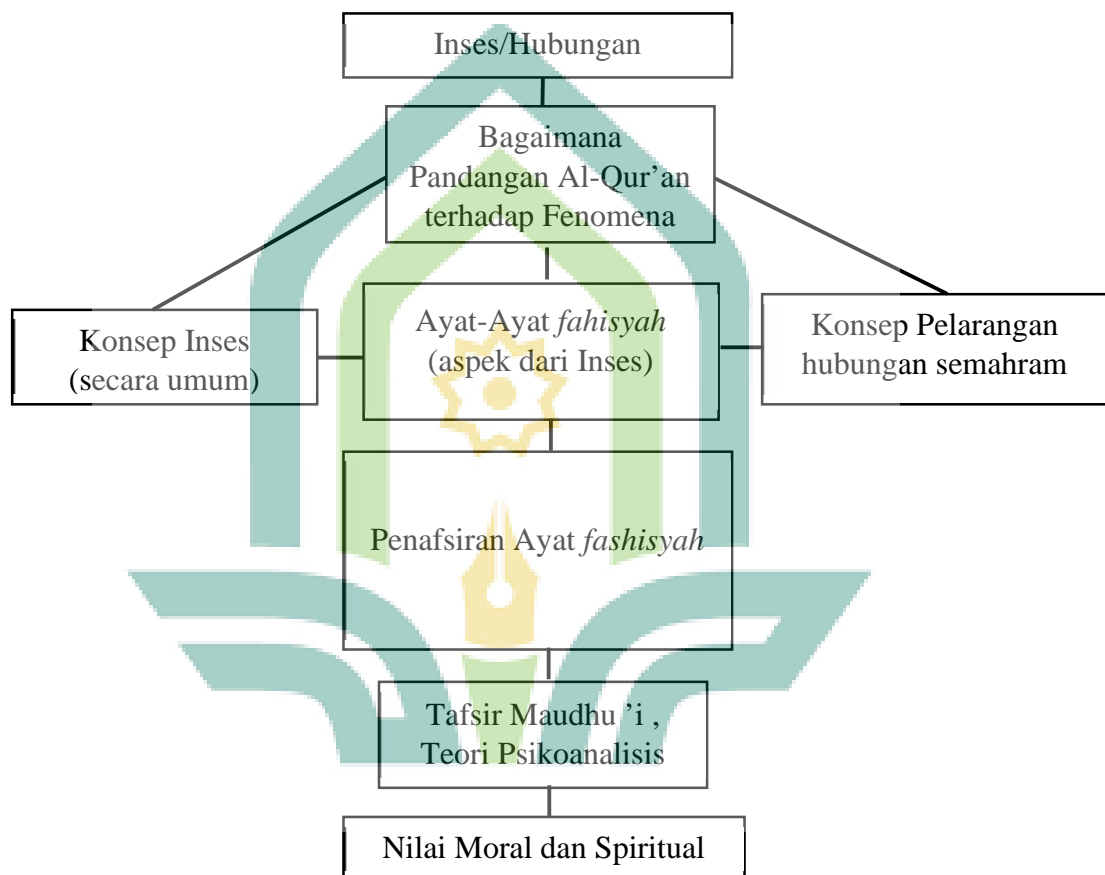 Inses/Hubungan
Bagaimana
Pandangan Al-Qur’an
terhadap Fenomena
Konsep Inses
(secara umum)
Ayat-Ayat fahisyah
(aspek dari Inses)
Konsep Pelarangan
hubungan semahram
Penafsiran Ayat fashisyah
Tafsir Maudhu ’i ,
Teori Psikoanalisis
Nilai Moral dan Spiritual